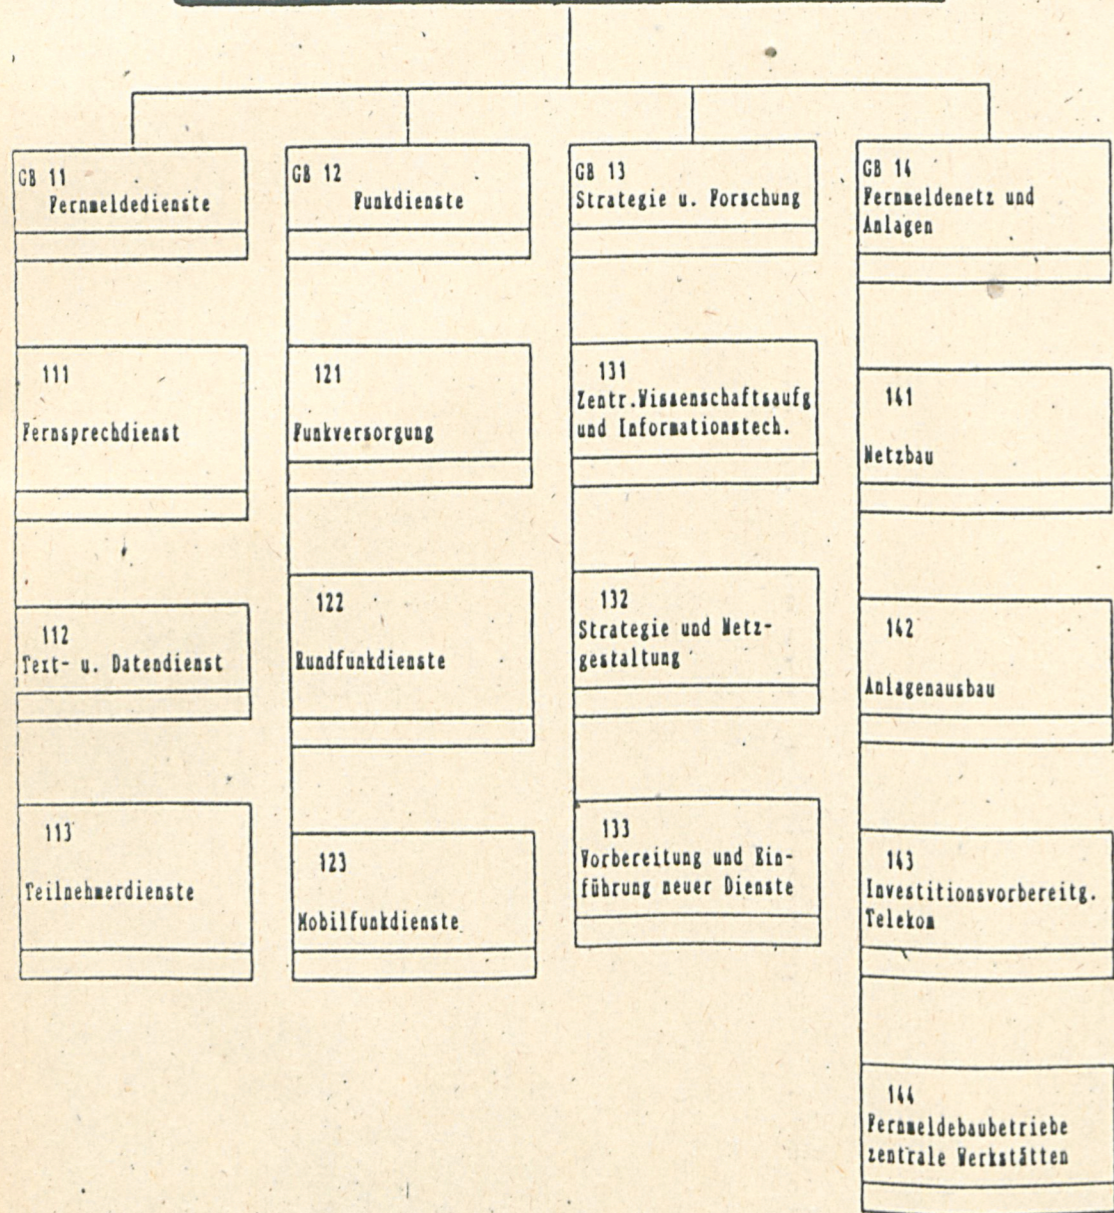 GB 11
Fernmeldedienste
111
Fernsprechdienst
112
Text- u. Datendienst
113
Teilnehmerdienste
GB 12
Funkdienste
121
Funkversorgung
122
Rundfunkdienste
123
Mobilfunkdienste
GB 13
Strategie u. Forschung
131
Zentr.Wissenschaftsaufg
und Informationstech.
132
Strategie und Netz-
gestaltung
133
Vorbereitung und Ein-
führung neuer Dienste
GB 14
Fernmeldenetz und
Anlagen
141
Netzbau
142
Anlagenausbau
143
Investitionsvorbereitg.
Telekom
144
Fernmeldebaubetriebe
zentrale Werkstätten